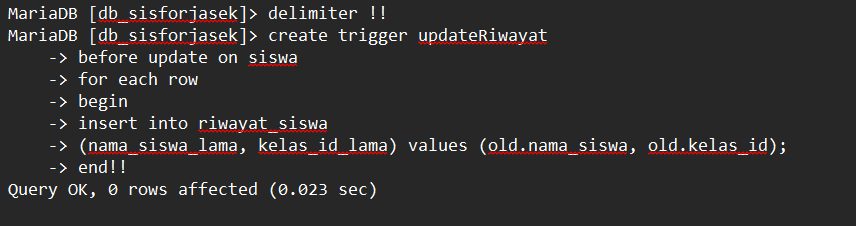 MariaDB [db_sisforjasek]> delimiter !!
MariaDB [db_sisforjasek]> create trigger updateRiwayat
    -> before update on siswa
    -> for each row
    -> begin
    -> insert into riwayat_siswa
    -> (nama_siswa_lama, kelas_id_lama) values (old.nama_siswa, old.kelas_id);
    -> end!!
Query OK, 0 rows affected (0.023 sec)